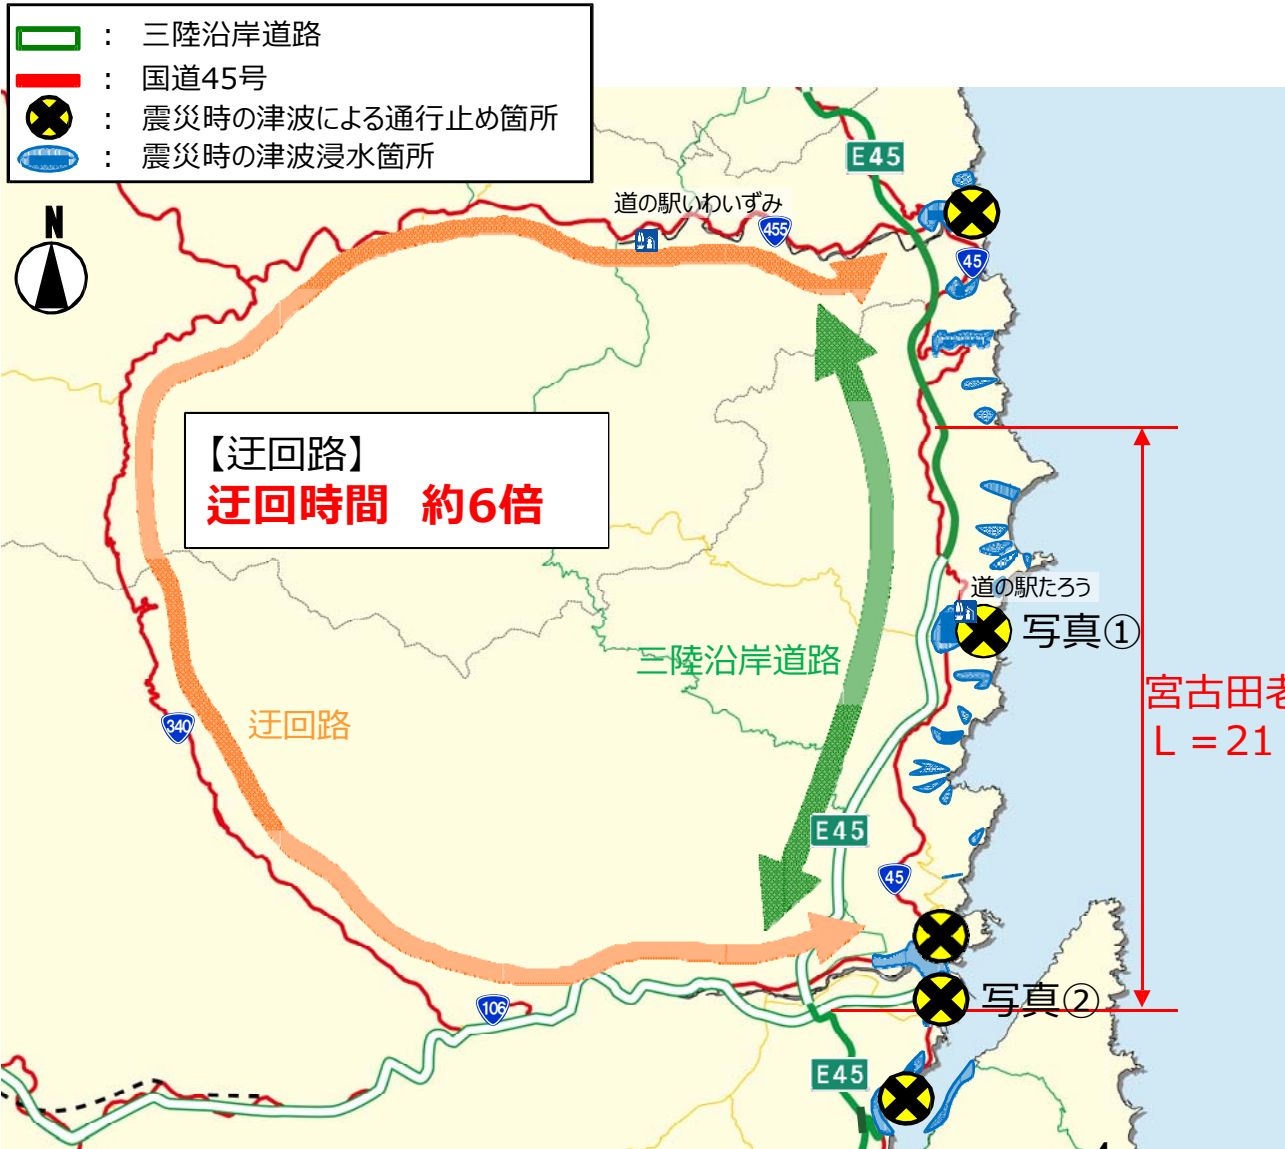 ： 三陸沿岸道路
： 国道45号
： 震災時の津波による通行止め箇所
： 震災時の津波浸水箇所
N
E45
道の駅いわいずみ
455
45
【迂回路】
迂回時間 約6倍
道の駅たろう
写真①
三陸沿岸道路
宮古田老
L＝21
迂回路
340
E45
45
写真②
106
E45